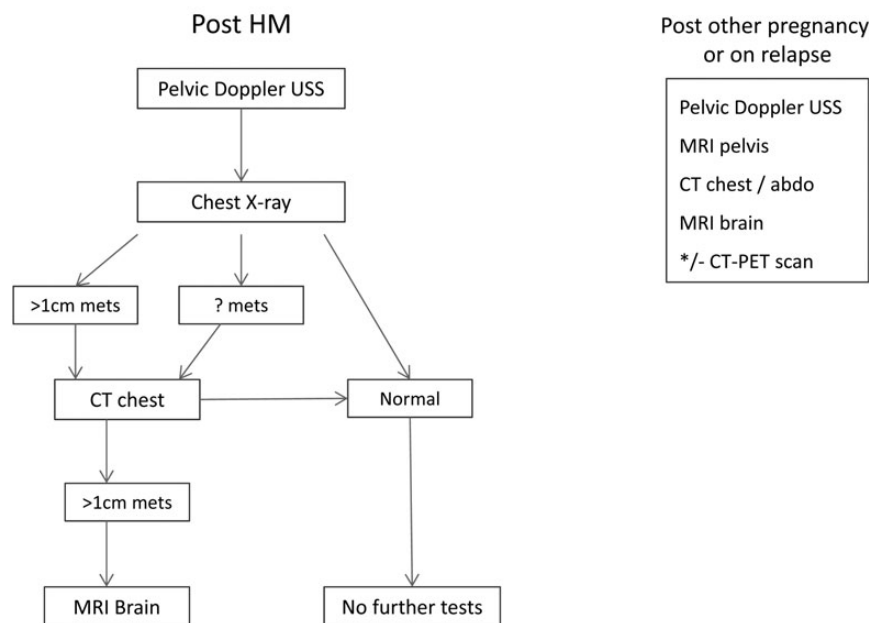 Post HM
Pelvic Doppler USS
Chest X-ray
>1cm mets
? mets
CT chest
Normal
>1cm mets
MRI Brain
No further tests
Post other pregnancy
or on relapse
Pelvic Doppler USS
MRI pelvis
CT chest / abdo
MRI brain
*/- CT-PET scan